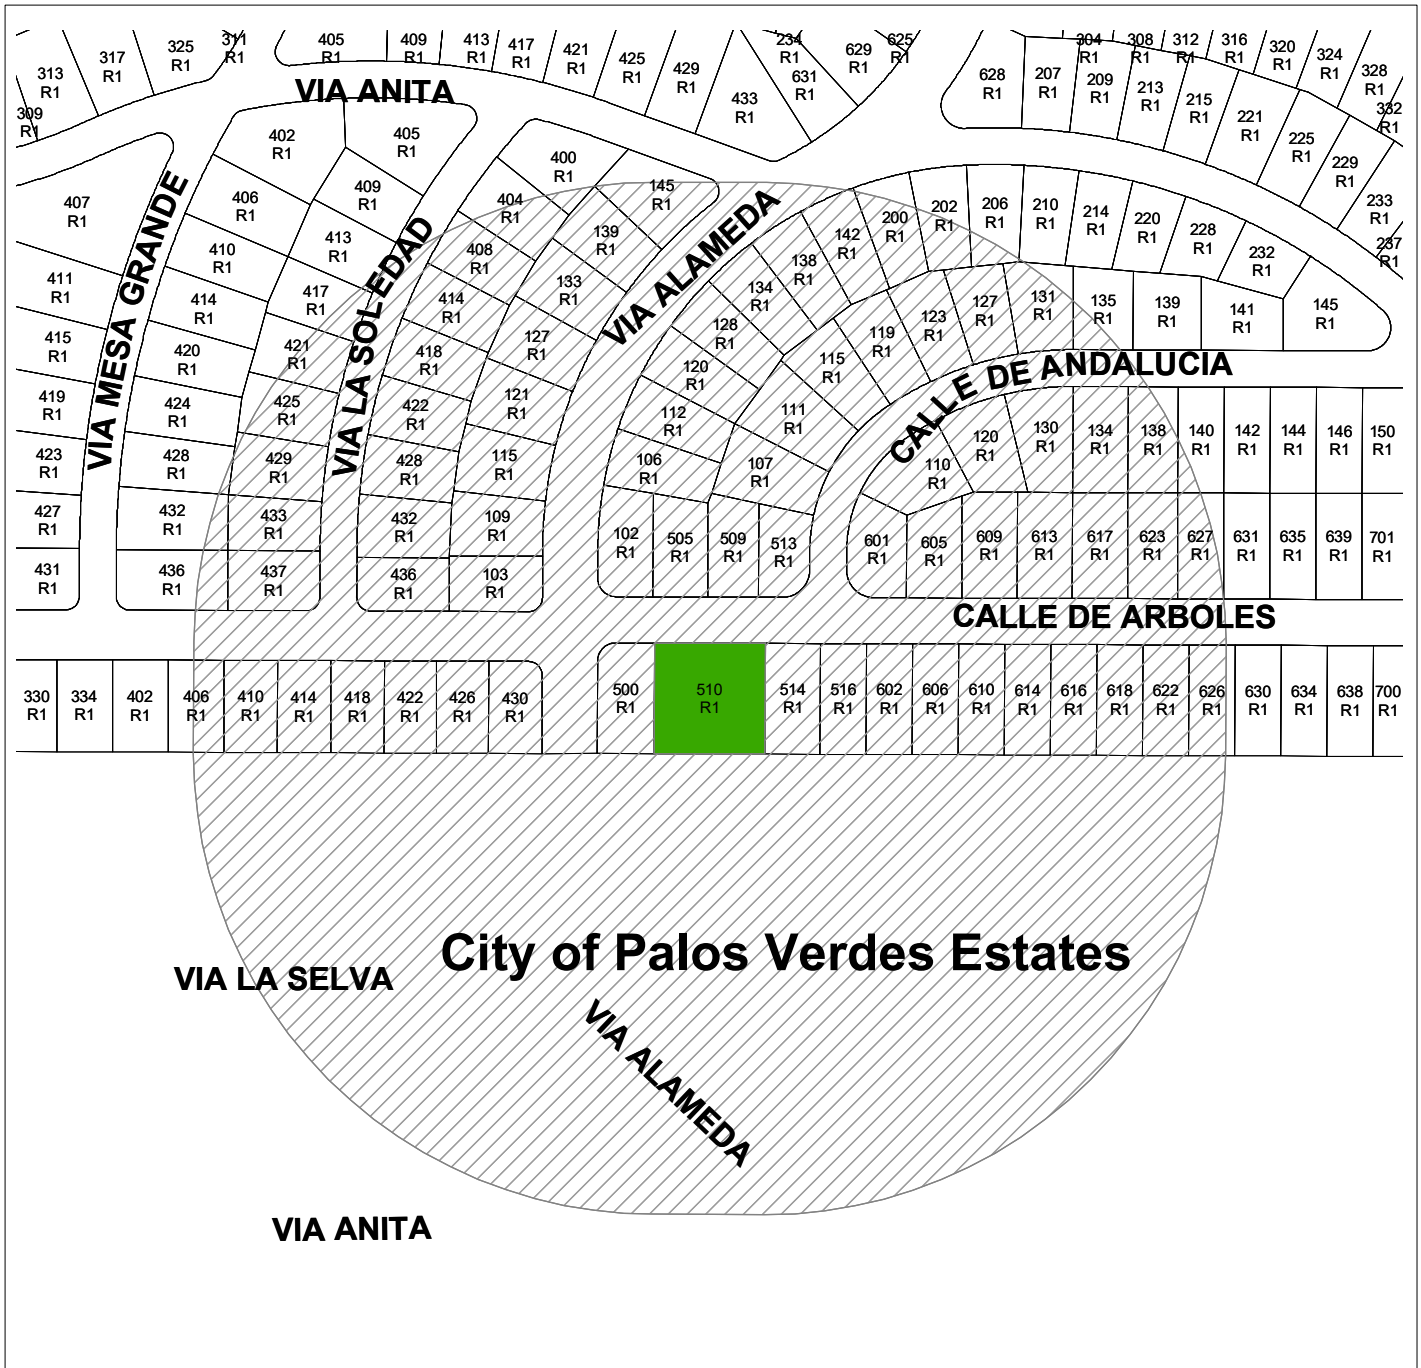 313
R1
317
R1
325
R1
311
R1
405
R1
409
R1
413
R1
417
R1
421
R1
425
R1
429
R1
433
R1
234
R1
631
R1
629
R1
625
R1
628
R1
207
R1
304
R1
209
R1
308
R1
213
R1
312
R1
215
R1
316
R1
221
R1
320
R1
225
R1
324
R1
229
R1
328
R1
332
R1
233
R1
237
R1
309
R1
VIA ANITA
407
R1
411
R1
415
R1
419
R1
423
R1
427
R1
431
R1
VIA MESA GRANDE
402
R1
405
R1
406
R1
409
R1
410
R1
413
R1
414
R1
417
R1
420
R1
421
R1
424
R1
425
R1
428
R1
429
R1
432
R1
433
R1
436
R1
437
R1
VIA LA SOLEDAD
400
R1
145
R1
404
R1
139
R1
408
R1
133
R1
414
R1
127
R1
418
R1
121
R1
422
R1
115
R1
428
R1
109
R1
432
R1
103
R1
436
R1
VIA ALAMEDA
142
R1
200
R1
202
R1
206
R1
210
R1
214
R1
220
R1
228
R1
232
R1
138
R1
134
R1
128
R1
120
R1
112
R1
106
R1
102
R1
505
R1
509
R1
513
R1
107
R1
111
R1
115
R1
119
R1
123
R1
127
R1
131
R1
135
R1
139
R1
141
R1
145
R1
CALLE DE ANDALUCIA
110
R1
120
R1
130
R1
134
R1
138
R1
140
R1
142
R1
144
R1
146
R1
150
R1
601
R1
605
R1
609
R1
613
R1
617
R1
623
R1
627
R1
631
R1
635
R1
639
R1
701
R1
CALLE DE ARBOLES
330
R1
334
R1
402
R1
406
R1
410
R1
414
R1
418
R1
422
R1
426
R1
430
R1
500
R1
510
R1
514
R1
516
R1
602
R1
606
R1
610
R1
614
R1
616
R1
618
R1
622
R1
626
R1
630
R1
634
R1
638
R1
700
R1
City of Palos Verdes Estates
VIA LA SELVA
VIA ALAMEDA
VIA ANITA